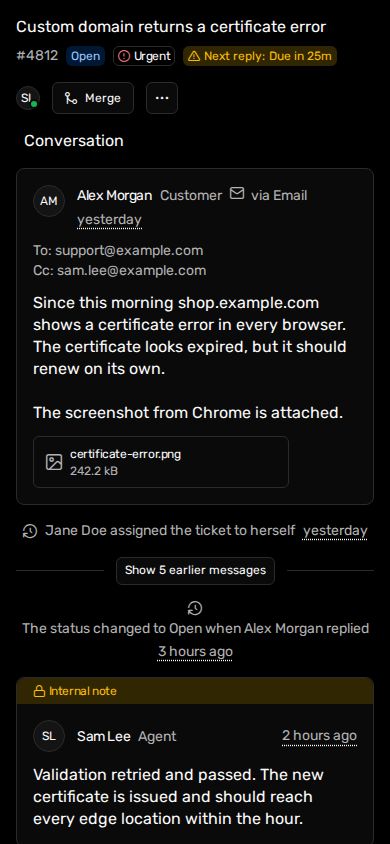 Custom domain returns a certificate error
#4812 Open Urgent Next reply: Due in 25m
SL Merge
Conversation
AM Alex Morgan Customer via Email
yesterday
To: support@example.com
Cc: sam.lee@example.com
Since this morning shop.example.com
shows a certificate error in every browser.
The certificate looks expired, but it should
renew on its own.
The screenshot from Chrome is attached.
certificate-error.png
242.2 kB
Jane Doe assigned the ticket to herself yesterday
Show 5 earlier messages
The status changed to Open when Alex Morgan replied
3 hours ago
Internal note
SL Sam Lee Agent 2 hours ago
Validation retried and passed. The new
certificate is issued and should reach
every edge location within the hour.